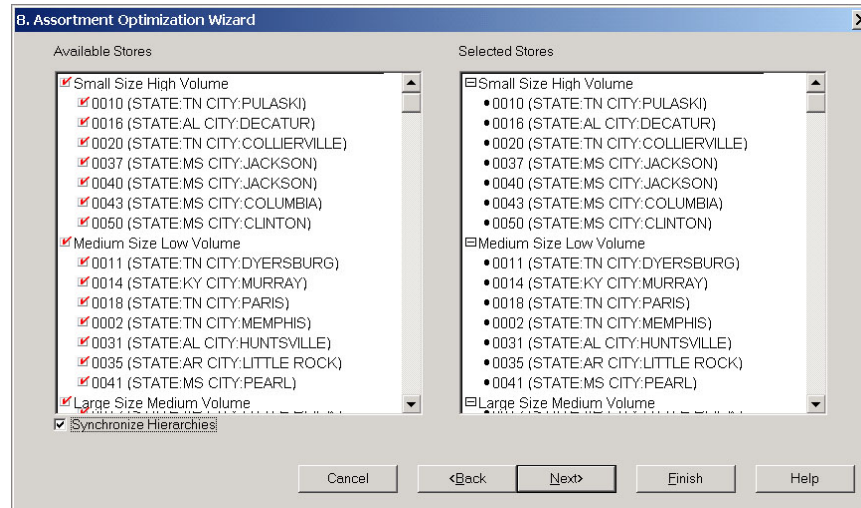 B. Assortment Optimization Wizard
Available Stores
Small Size High Volume
0010 (STATE:TN CITY:PULASKI)
0016 (STATE:AL CITY:DECATUR)
0020 (STATE:TN CITY:COLLIERVILLE)
0037 (STATE:MS CITY:JACKSON)
0040 (STATE:MS CITY:JACKSON)
0043 (STATE:MS CITY:COLUMBIA)
0050 (STATE:MS CITY:CLINTON)
Medium Size Low Volume
0011 (STATE:TN CITY:DYERSBURG)
0014 (STATE:KY CITY:MURRAY)
0018 (STATE:TN CITY:PARIS)
0002 (STATE:TN CITY:MEMPHIS)
0031 (STATE:AL CITY:HUNTSVILLE)
0035 (STATE:AR CITY:LITTLE ROCK)
0041 (STATE:MS CITY:PEARL)
Large Size Medium Volume
Synchronize Hierarchies
Selected Stores
Small Size High Volume
0010 (STATE:TN CITY:PULASKI)
0016 (STATE:AL CITY:DECATUR)
0020 (STATE:TN CITY:COLLIERVILLE)
0037 (STATE:MS CITY:JACKSON)
0040 (STATE:MS CITY:JACKSON)
0043 (STATE:MS CITY:COLUMBIA)
0050 (STATE:MS CITY:CLINTON)
Medium Size Low Volume
0011 (STATE:TN CITY:DYERSBURG)
0014 (STATE:KY CITY:MURRAY)
0018 (STATE:TN CITY:PARIS)
0002 (STATE:TN CITY:MEMPHIS)
0031 (STATE:AL CITY:HUNTSVILLE)
0035 (STATE:AR CITY:LITTLE ROCK)
0041 (STATE:MS CITY:PEARL)
Large Size Medium Volume
Cancel <Back Next> Finish Help